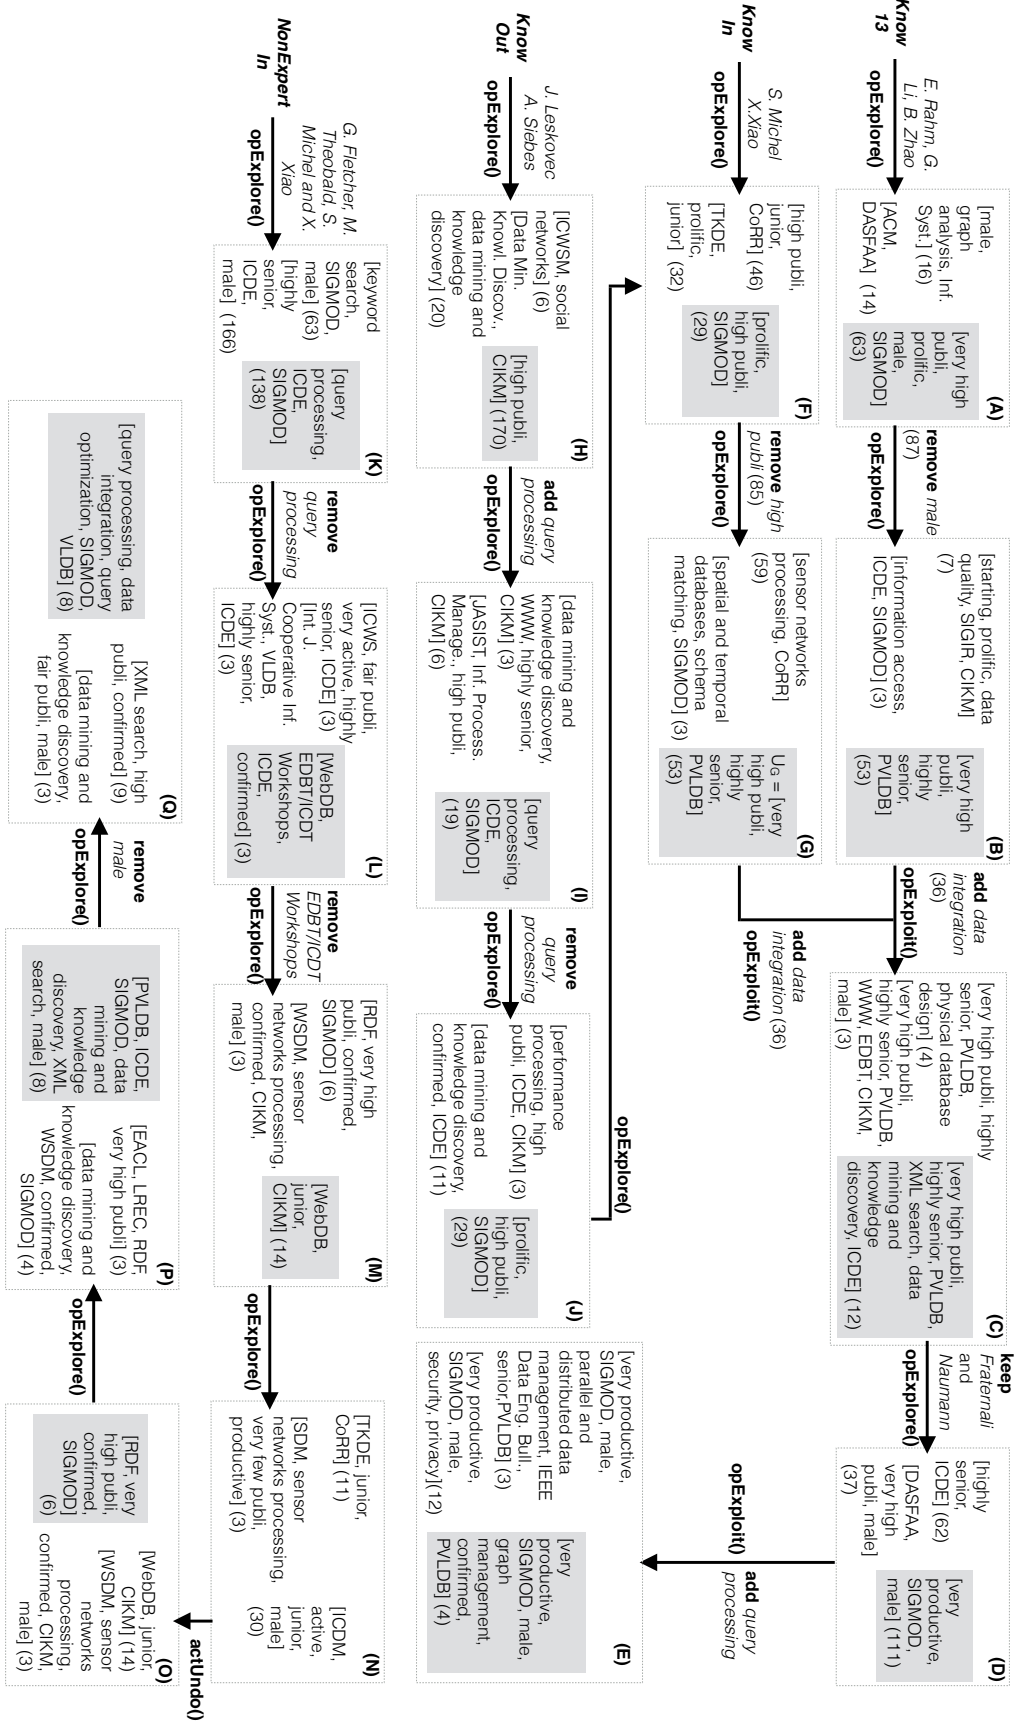 Know
13
E. Rahm, G.
Li, B. Zhao
opExplore()
[male,
graph
analysis, Inf.
Syst.] (16)
[ACM,
DASFAA] (14)
[very high
publi,
prolific,
male,
SIGMOD]
(63)
(A)
remove male
(87)
opExplore()
[starting, prolific, data
quality, SIGIR, CIKM]
(7)
[information access,
ICDE, SIGMOD] (3)
[very high
publi,
highly
senior,
PVLDB]
(53)
(B)
add data
integration
(36)
opExploit()
[very high publi, highly
senior, PVLDB,
physical database
design] (4)
[very high publi,
highly senior, PVLDB,
WWW, EDBT, CIKM,
male] (3)
[very high publi,
highly senior, PVLDB,
XML search, data
mining and
knowledge
discovery, ICDE] (12)
(C)
keep
Fraternali
and
Naumann
opExplore()
[highly
senior,
ICDE] (62)
[DASFAA,
very high
publi, male]
(37)
[very
productive,
SIGMOD,
male] (111)
(D)
Know
In
S. Michel
X.Xiao
opExplore()
[high publi,
junior,
CoRR] (46)
[TKDE,
prolific,
junior] (32)
[prolific,
high publi,
SIGMOD]
(29)
(F)
remove high
publi (85)
opExplore()
[sensor networks
processing, CoRR]
(59)
[spatial and temporal
databases, schema
matching, SIGMOD] (3)
UG = [very
high publi,
highly
senior,
PVLDB]
(53)
(G)
add data
integration (36)
opExploit()
opExploit()
add query
processing
Know
Out
J. Leskovec
A. Siebes
opExplore()
[ICWSM, social
networks] (6)
[Data Min.
Knowl. Discov.,
data mining and
knowledge
discovery] (20)
[high publi,
CIKM] (170)
(H)
add query
processing
opExplore()
[data mining and
knowledge discovery,
WWW, highly senior,
CIKM] (3)
[JASIST, Inf. Process.
Manage., high publi,
CIKM] (6)
[query
processing,
ICDE,
SIGMOD]
(19)
(I)
remove
query
processing
opExplore()
[performance
processing, high
publi, ICDE, CIKM] (3)
[data mining and
knowledge discovery,
confirmed, ICDE] (11)
[prolific,
high publi,
SIGMOD]
(29)
(J)
opExplore()
[very productive,
SIGMOD, male,
parallel and
distributed data
management, IEEE
Data Eng. Bull.,
senior,PVLDB] (3)
[very productive,
SIGMOD, male,
security, privacy](12)
[very
productive,
SIGMOD, male,
graph
management,
confirmed,
PVLDB] (4)
(E)
NonExpert
In
G. Fletcher, M.
Theobald, S.
Michel and X.
Xiao
opExplore()
[keyword
search,
SIGMOD,
male] (63)
[highly
senior,
ICDE,
male] (166)
[query
processing,
ICDE,
SIGMOD]
(138)
(K)
remove
query
processing
opExplore()
[ICWS, fair publi,
very active, highly
senior, ICDE] (3)
[Int. J.
Cooperative Inf.
Syst., VLDB,
highly senior,
ICDE] (3)
[WebDB,
EDBT/ICDT
Workshops,
ICDE,
confirmed] (3)
(L)
remove
EDBT/ICDT
Workshops
opExplore()
[RDF, very high
publi, confirmed,
SIGMOD] (6)
[WSDM, sensor
networks processing,
confirmed, CIKM,
male] (3)
[WebDB,
junior,
CIKM] (14)
(M)
opExplore()
[TKDE, junior,
CoRR] (11)
[SDM, sensor
networks processing,
very few publi,
productive] (3)
[ICDM,
active,
junior,
male]
(30)
(N)
actUndo()
[RDF, very
high publi,
confirmed,
SIGMOD]
(6)
[WebDB, junior,
CIKM] (14)
[WSDM, sensor
networks
processing,
confirmed, CIKM,
male] (3)
(O)
opExplore()
[PVLDB, ICDE,
SIGMOD, data
mining and
knowledge
discovery, XML
search, male] (8)
[EACL, LREC, RDF,
very high publi] (3)
[data mining and
knowledge discovery,
WSDM, confirmed,
SIGMOD] (4)
(P)
remove
male
opExplore()
[query processing, data
integration, query
optimization, SIGMOD,
VLDB] (8)
[XML search, high
publi, confirmed] (9)
[data mining and
knowledge discovery,
fair publi, male] (3)
(Q)